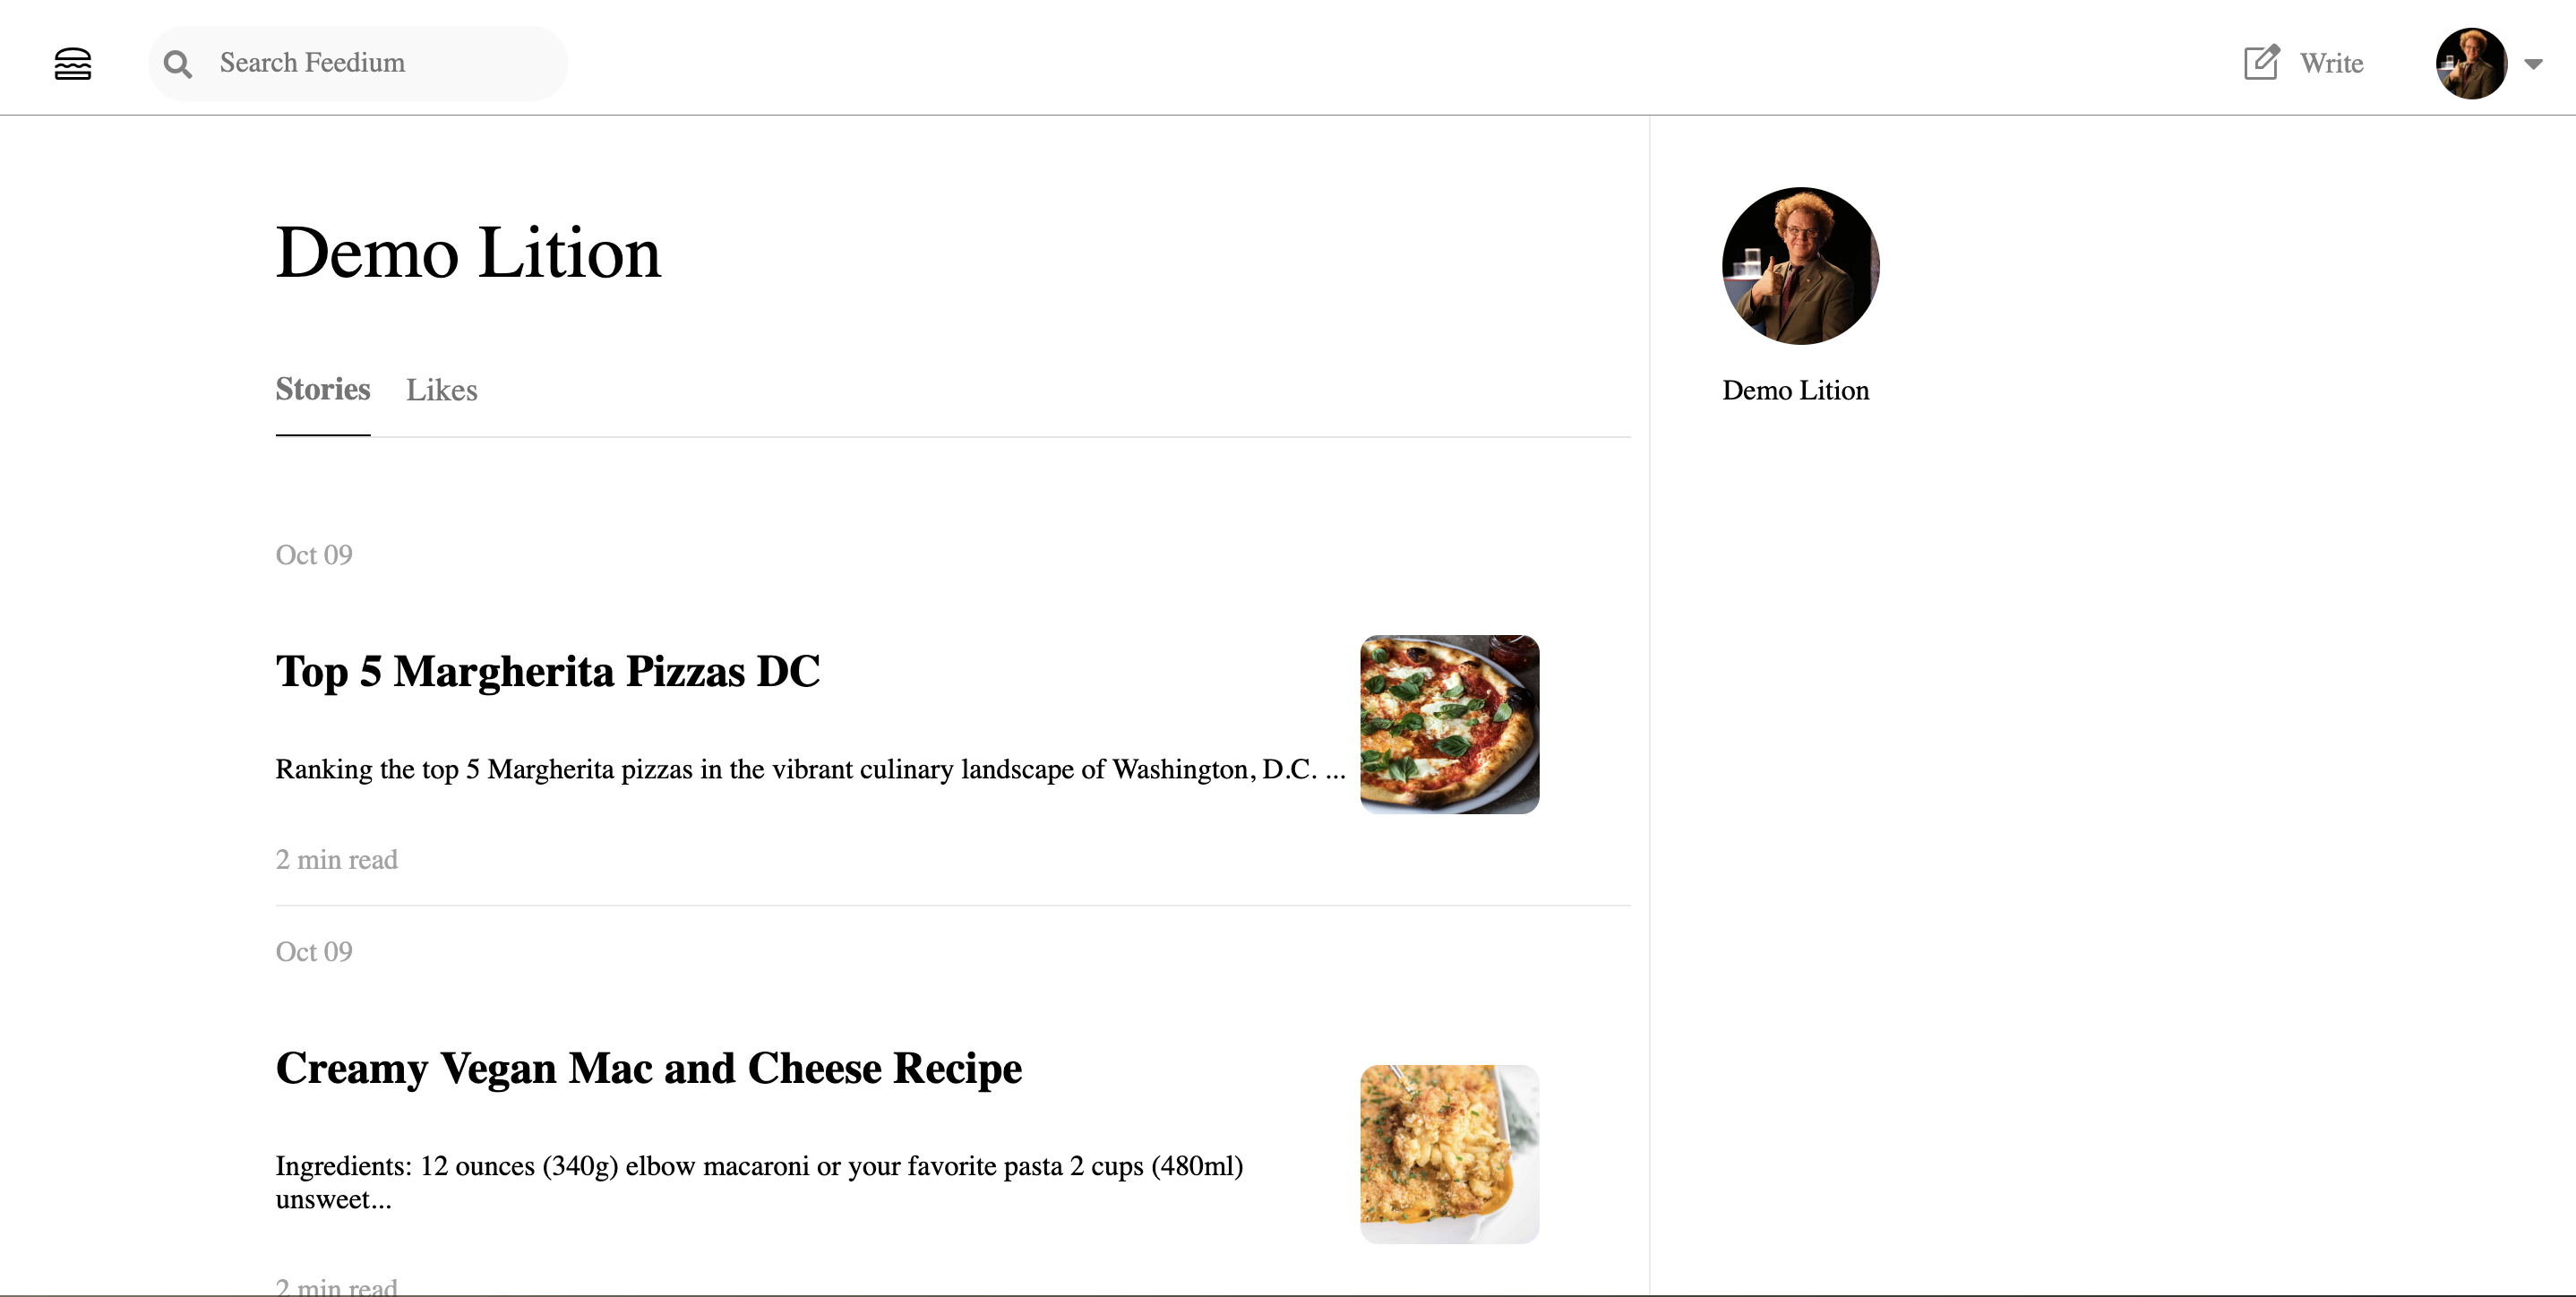 Search Feedium
Write
Demo Lition
Stories Likes
Demo Lition
Oct 09
Top 5 Margherita Pizzas DC
Ranking the top 5 Margherita pizzas in the vibrant culinary landscape of Washington, D.C. ...
2 min read
Oct 09
Creamy Vegan Mac and Cheese Recipe
Ingredients: 12 ounces (340g) elbow macaroni or your favorite pasta 2 cups (480ml)
unsweet...
2 min read